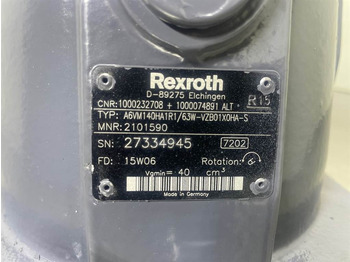 Rexroth
D-89275 Elchingen
CNR: 1000232708 + 1000074891 ALT * R15
TYP: A6VM140HA1R1/63W-VZB01X0HA-S
MNR: 2101590
SN: 27334945 7202
FD: 15W06 Rotation:
Vgmin= 40 cm³
Made in Germany